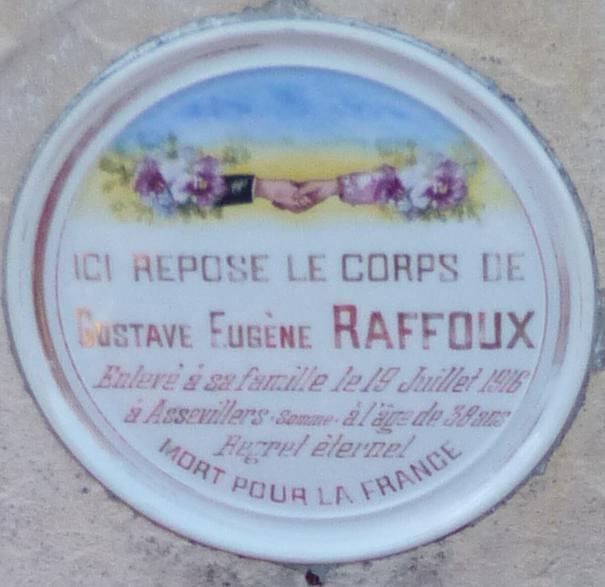 ICI REPOSE LE CORPS DE
GUSTAVE EUGÈNE RAFFOUX
Enlevé à sa famille le 19 Juillet 1916
à Assevillers - Somme - à l'âge de 38 ans
Regret èternel
MORT POUR LA FRANCE